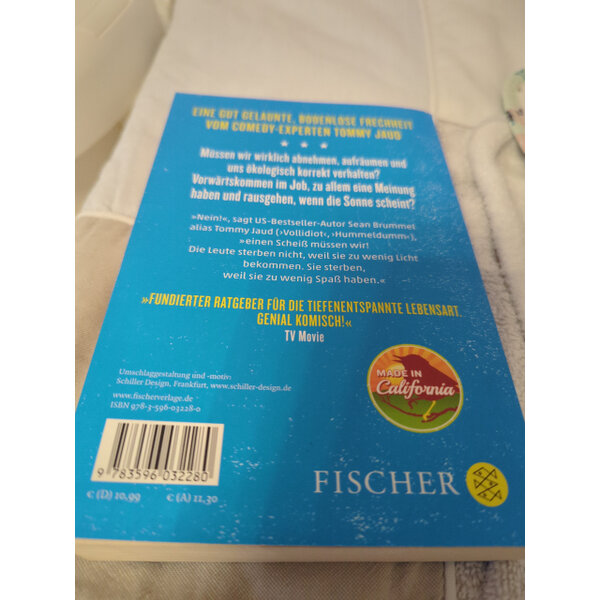 EINE GUT GELAUNTE, BODENLOSE FRECHHEIT
VOM COMEDY-EXPERTEN TOMMY JAUD
Müssen wir wirklich abnehmen, aufräumen und
uns ökologisch korrekt verhalten?
Vorwärtskommen im Job, zu allem eine Meinung
haben und rausgehen, wenn die Sonne scheint?
»Nein!«, sagt US-Bestseller-Autor Sean Brummel
alias Tommy Jaud (›Vollidiot‹, ›Hummeldumm‹),
»einen Scheiß müssen wir!
Die Leute sterben nicht, weil sie zu wenig Licht
bekommen. Sie sterben,
weil sie zu wenig Spaß haben.«
»FUNDIERTER RATGEBER FÜR DIE TIEFENENTSPANNTE LEBENSART.
GENIAL KOMISCH!«
TV Movie
MADE IN
California
Umschlaggestaltung und -motiv:
Schiller Design, Frankfurt, www.schiller-design.de
www.fischerverlage.de
ISBN 978-3-596-03228-0
9 783596 032280
€ (D) 10,99 € (A) 11,30
FISCHER